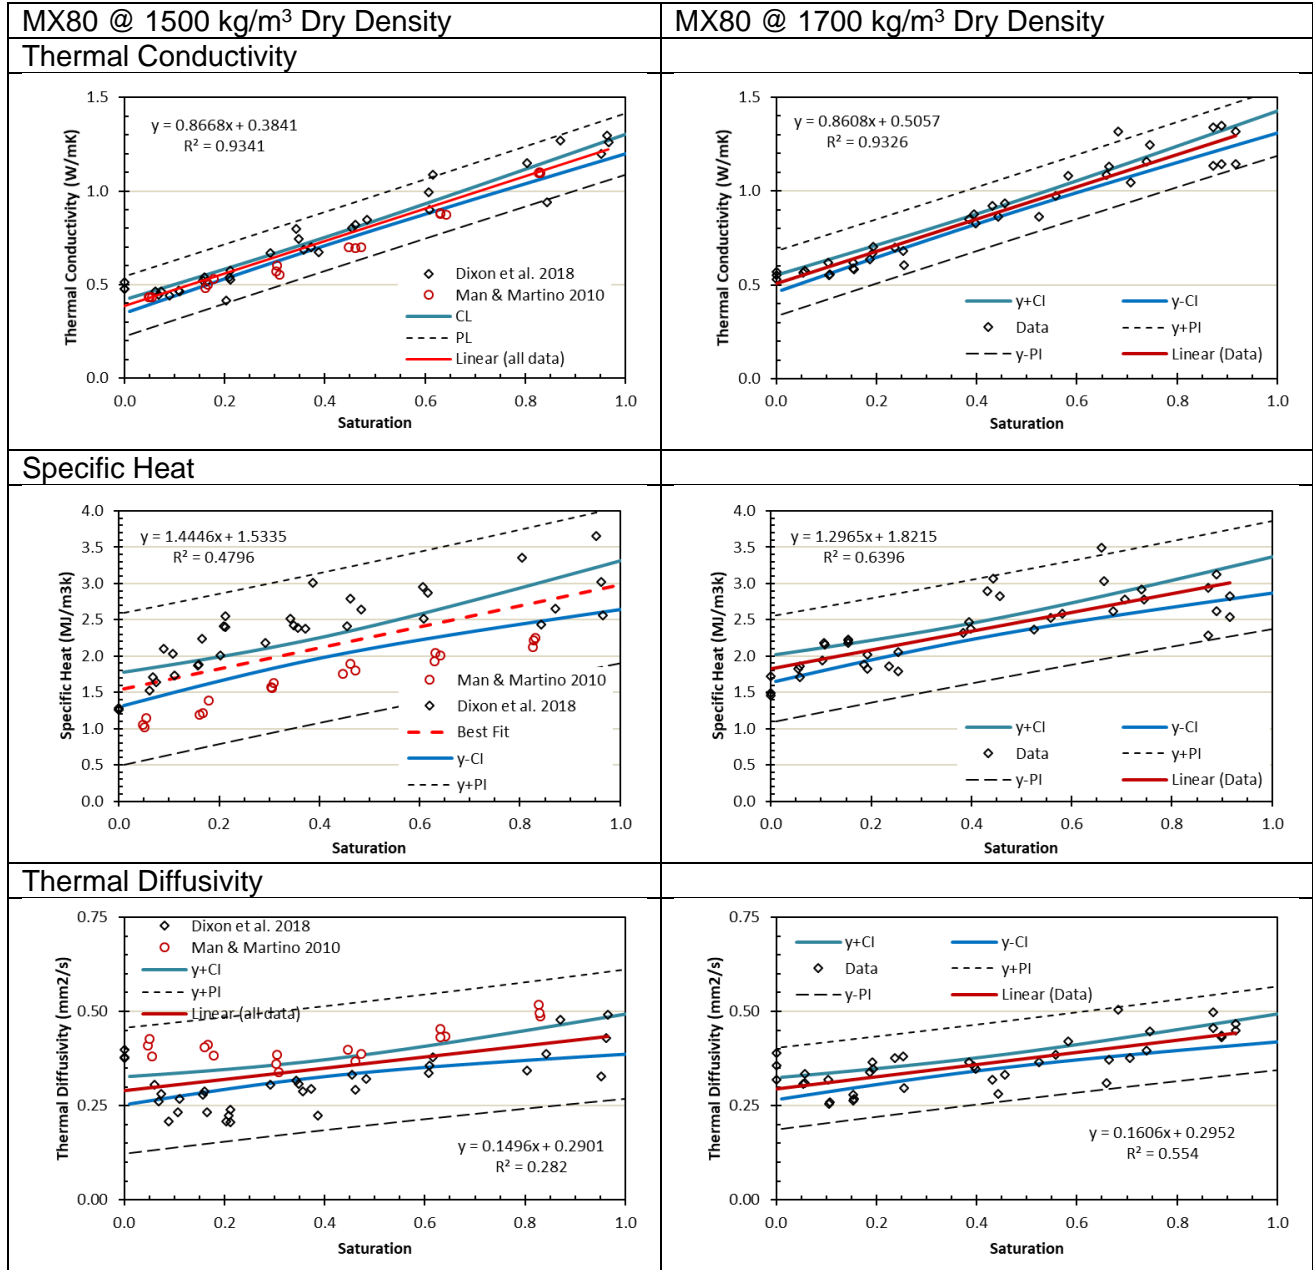 MX80 @ 1500 kg/m³ Dry Density
MX80 @ 1700 kg/m³ Dry Density
Thermal Conductivity
Thermal Conductivity (W/mK)
1.5
1.0
0.5
0.0
y = 0.8668x + 0.3841
R² = 0.9341
Dixon et al. 2018
Man & Martino 2010
CL
PL
Linear (all data)
0.0 0.2 0.4 0.6 0.8 1.0
Saturation
Thermal Conductivity (W/mK)
1.5
1.0
0.5
0.0
y = 0.8608x + 0.5057
R² = 0.9326
y+CI y-CI
Data y+PI
y-PI Linear (Data)
0.0 0.2 0.4 0.6 0.8 1.0
Saturation
Specific Heat
Specific Heat (MJ/m3k)
4.0
3.5
3.0
2.5
2.0
1.5
1.0
0.5
0.0
y = 1.4446x + 1.5335
R² = 0.4796
Man & Martino 2010
Dixon et al. 2018
Best Fit
y-CI
y+PI
0.0 0.2 0.4 0.6 0.8 1.0
Saturation
Specific Heat (MJ/m3k)
4.0
3.5
3.0
2.5
2.0
1.5
1.0
0.5
0.0
y = 1.2965x + 1.8215
R² = 0.6396
y+CI y-CI
Data y+PI
y-PI Linear (Data)
0.0 0.2 0.4 0.6 0.8 1.0
Saturation
Thermal Diffusivity
Thermal Diffusivity (mm2/s)
0.75
0.50
0.25
0.00
Dixon et al. 2018
Man & Martino 2010
y+CI
y+PI
Linear (all data)
y = 0.1496x + 0.2901
R² = 0.282
0.0 0.2 0.4 0.6 0.8 1.0
Saturation
Thermal Diffusivity (mm2/s)
0.75
0.50
0.25
0.00
y+CI y-CI
Data y+PI
y-PI Linear (Data)
y = 0.1606x + 0.2952
R² = 0.554
0.0 0.2 0.4 0.6 0.8 1.0
Saturation